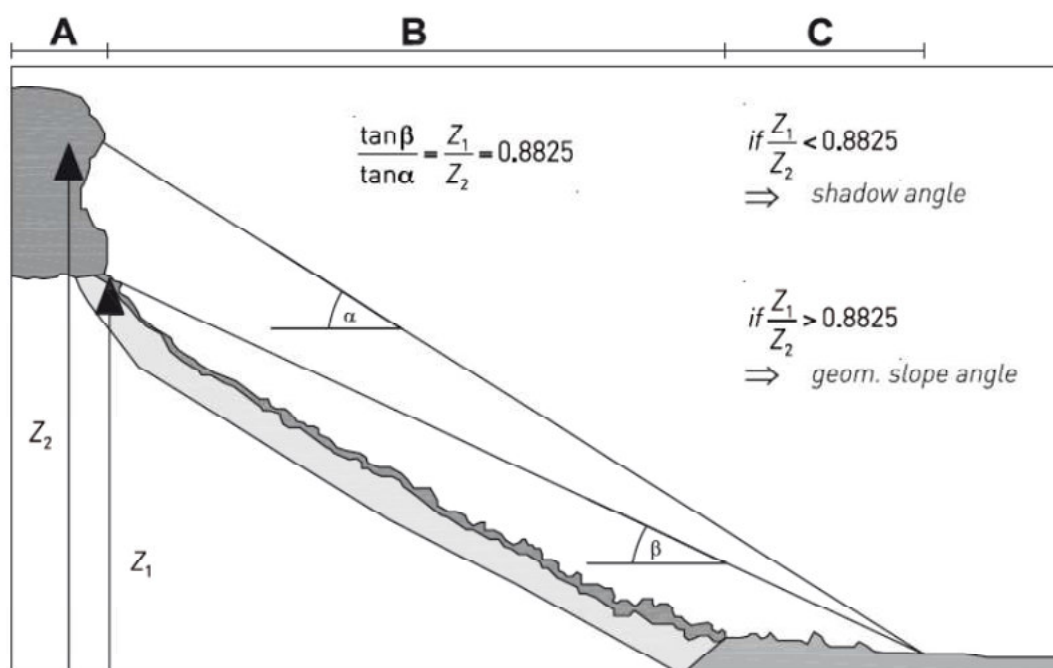 A B C
tanβ / tanα = Z₁ / Z₂ = 0.8825
if Z₁ / Z₂ < 0.8825
⇒ shadow angle
α
if Z₁ / Z₂ > 0.8825
⇒ geom. slope angle
Z₂
Z₁
β